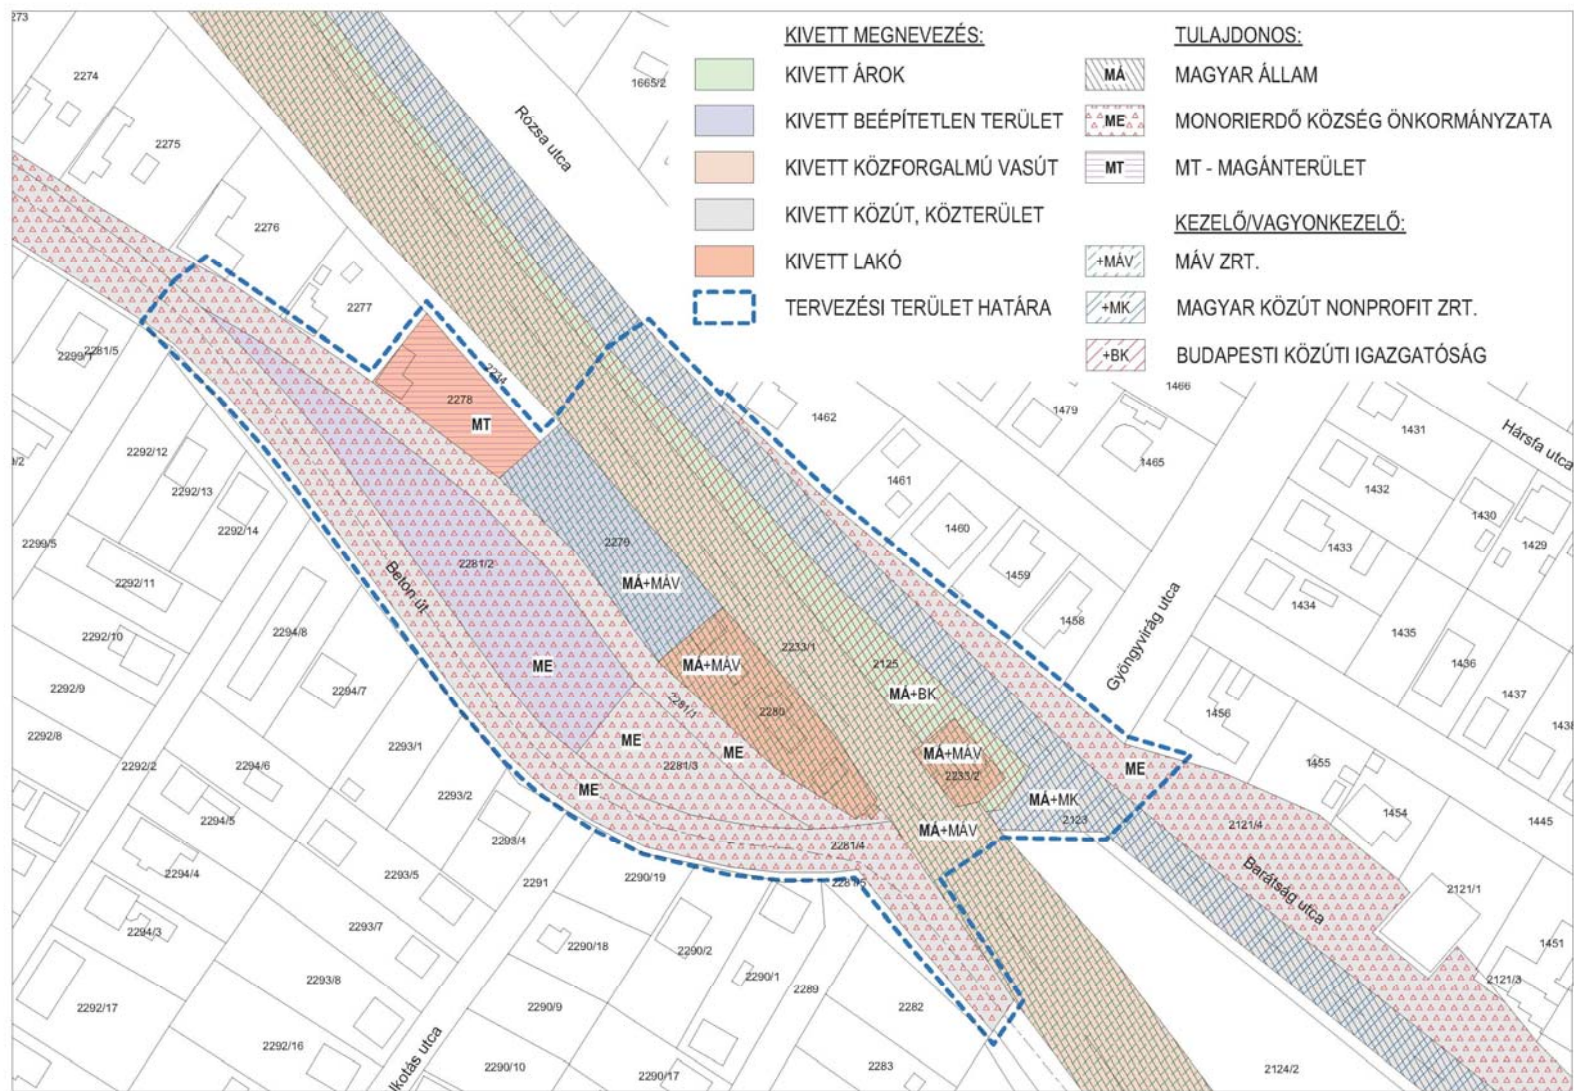 KIVETT MEGNEVEZÉS:
KIVETT ÁROK
KIVETT BEÉPÍTETLEN TERÜLET
KIVETT KÖZFORGALMÚ VASÚT
KIVETT KÖZÚT, KÖZTERÜLET
KIVETT LAKÓ
TERVEZÉSI TERÜLET HATÁRA
TULAJDONOS:
MÁ MAGYAR ÁLLAM
ME MONORIERDŐ KÖZSÉG ÖNKORMÁNYZATA
MT MT - MAGÁNTERÜLET
KEZELŐ/VAGYONKEZELŐ:
+MÁV MÁV ZRT.
+MK MAGYAR KÖZÚT NONPROFIT ZRT.
+BK BUDAPESTI KÖZÚTI IGAZGATÓSÁG
2274
1665/2
Rózsa utca
2275
2276
2277
2281/5
2234
2278
MT
1466
1479
1462
1431
Hársfa utca
1465
1461
1432
2292/12
2292/13
2292/14
1460
1430
1429
2299/5
2279
1433
2281/2
MÁ+MÁV
1459
2292/11
Beton út
1434
1458
Gyöngyvirág utca
1435
2292/10
2294/8
2233/1
1436
2125
ME
MÁ+MÁV
2292/9
2294/7
MÁ+BK
1437
2281/1
2280
1456
1438
2292/8
2293/1
ME
ME
MÁ+MÁV
ME
1455
2292/2
2294/6
2281/3
2233/2
2293/2
ME
MÁ+MK
2123
1454
1445
2294/5
MÁ+MÁV
2121/4
2293/4
2281/4
2294/4
2293/5
2291
2290/19
2281/5
Barátság utca
2121/1
2294/3
2293/7
2290/18
2290/2
1451
2290/1
2293/8
2289
2121/3
2292/17
2290/9
2282
2292/16
2290/10
2290/17
2283
2124/2
lkotás utca